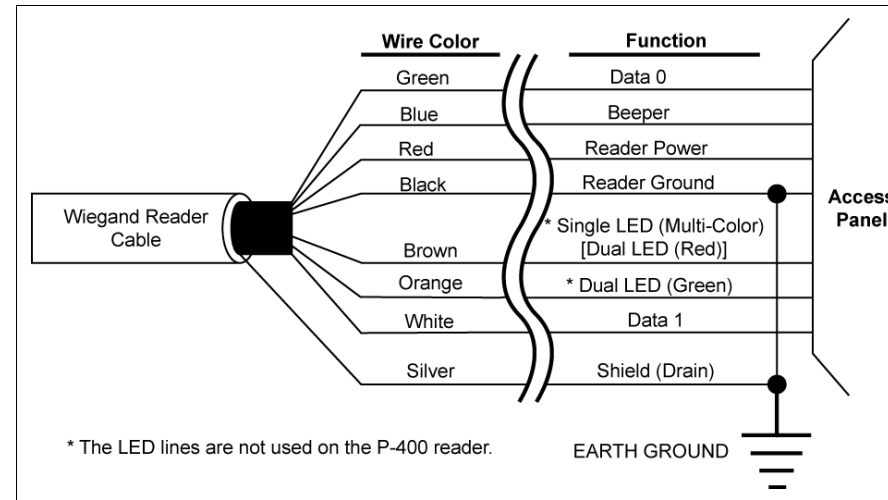 Wire Color Function
Green Data 0
Blue Beeper
Red Reader Power
Black Reader Ground
Access
Panel
Wiegand Reader
Cable
* Single LED (Multi-Color)
[Dual LED (Red)]
Brown
Orange * Dual LED (Green)
White Data 1
Silver Shield (Drain)
* The LED lines are not used on the P-400 reader.
EARTH GROUND